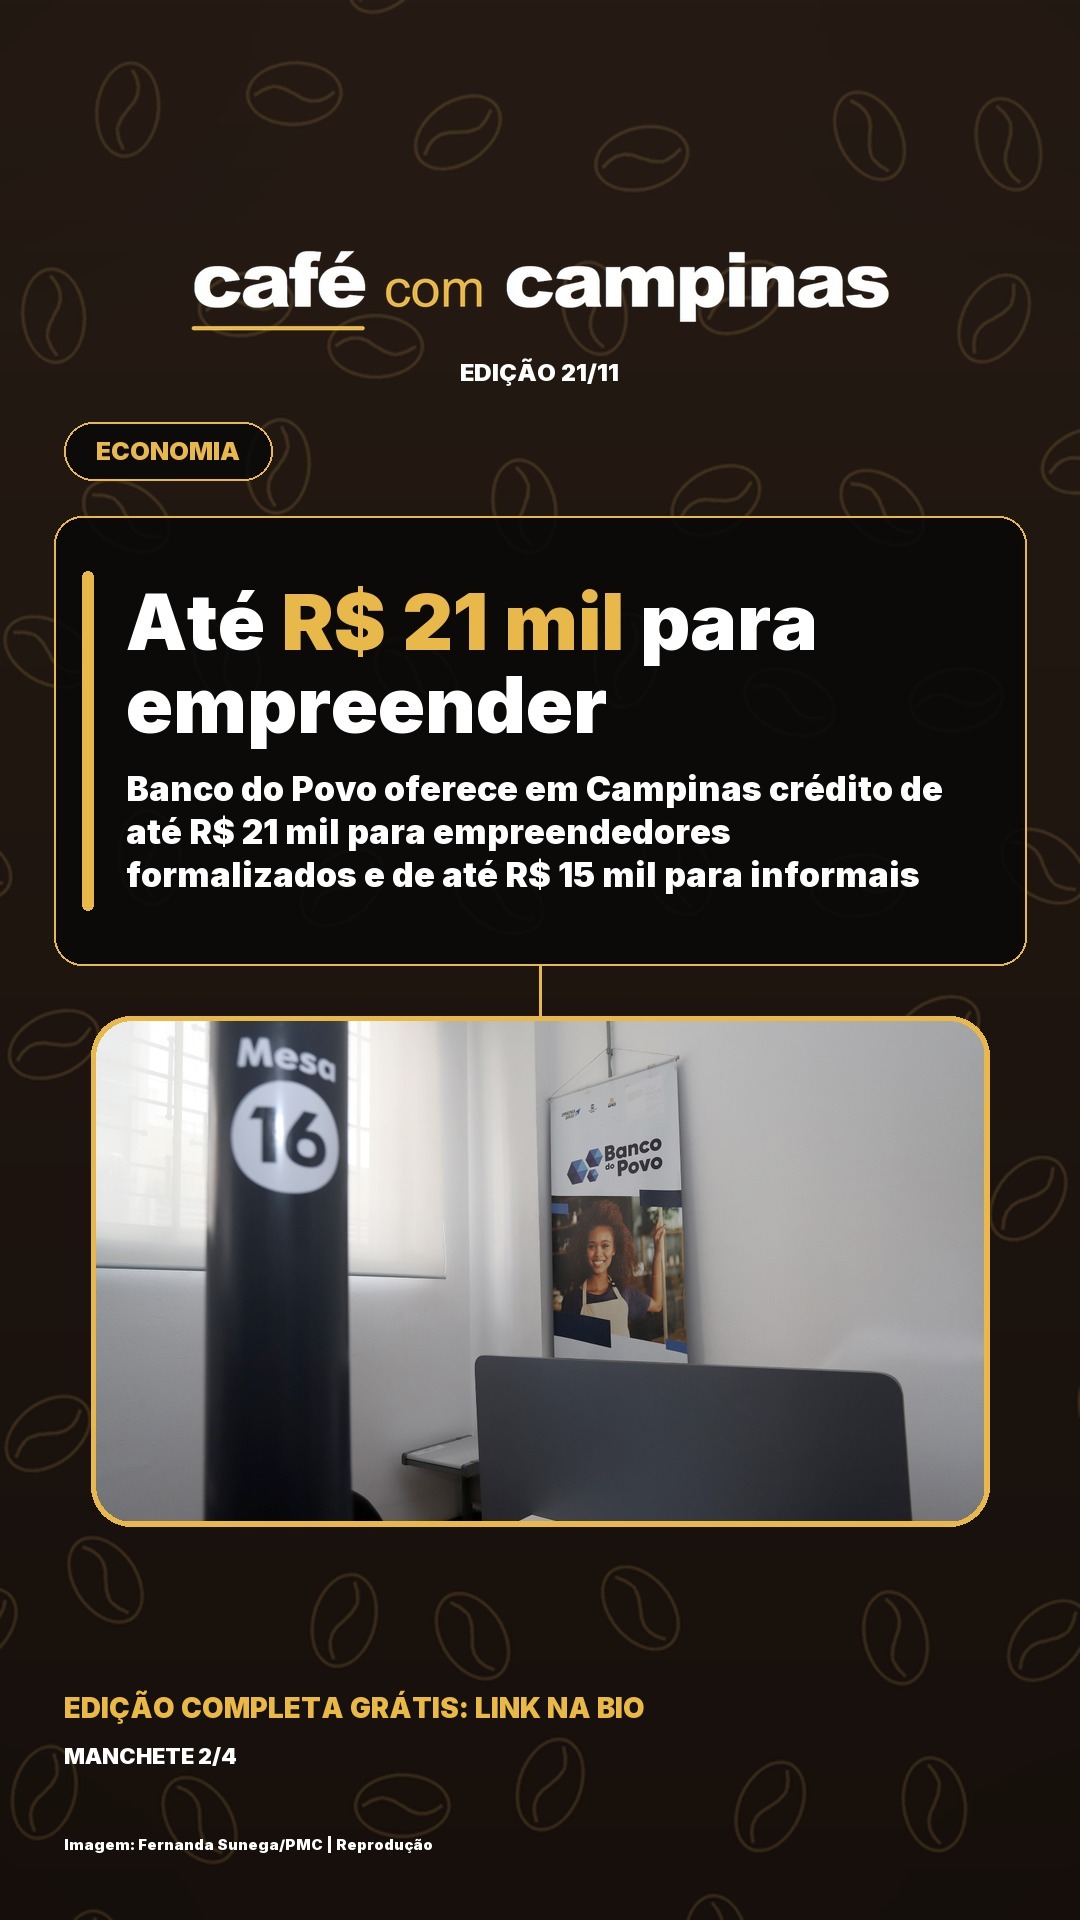 café com campinas
EDIÇÃO 21/11
ECONOMIA
Até R$ 21 mil para
empreender
Banco do Povo oferece em Campinas crédito de
até R$ 21 mil para empreendedores
formalizados e de até R$ 15 mil para informais
Mesa
16
Banco
do Povo
EDIÇÃO COMPLETA GRÁTIS: LINK NA BIO
MANCHETE 2/4
Imagem: Fernanda Sunega/PMC | Reprodução